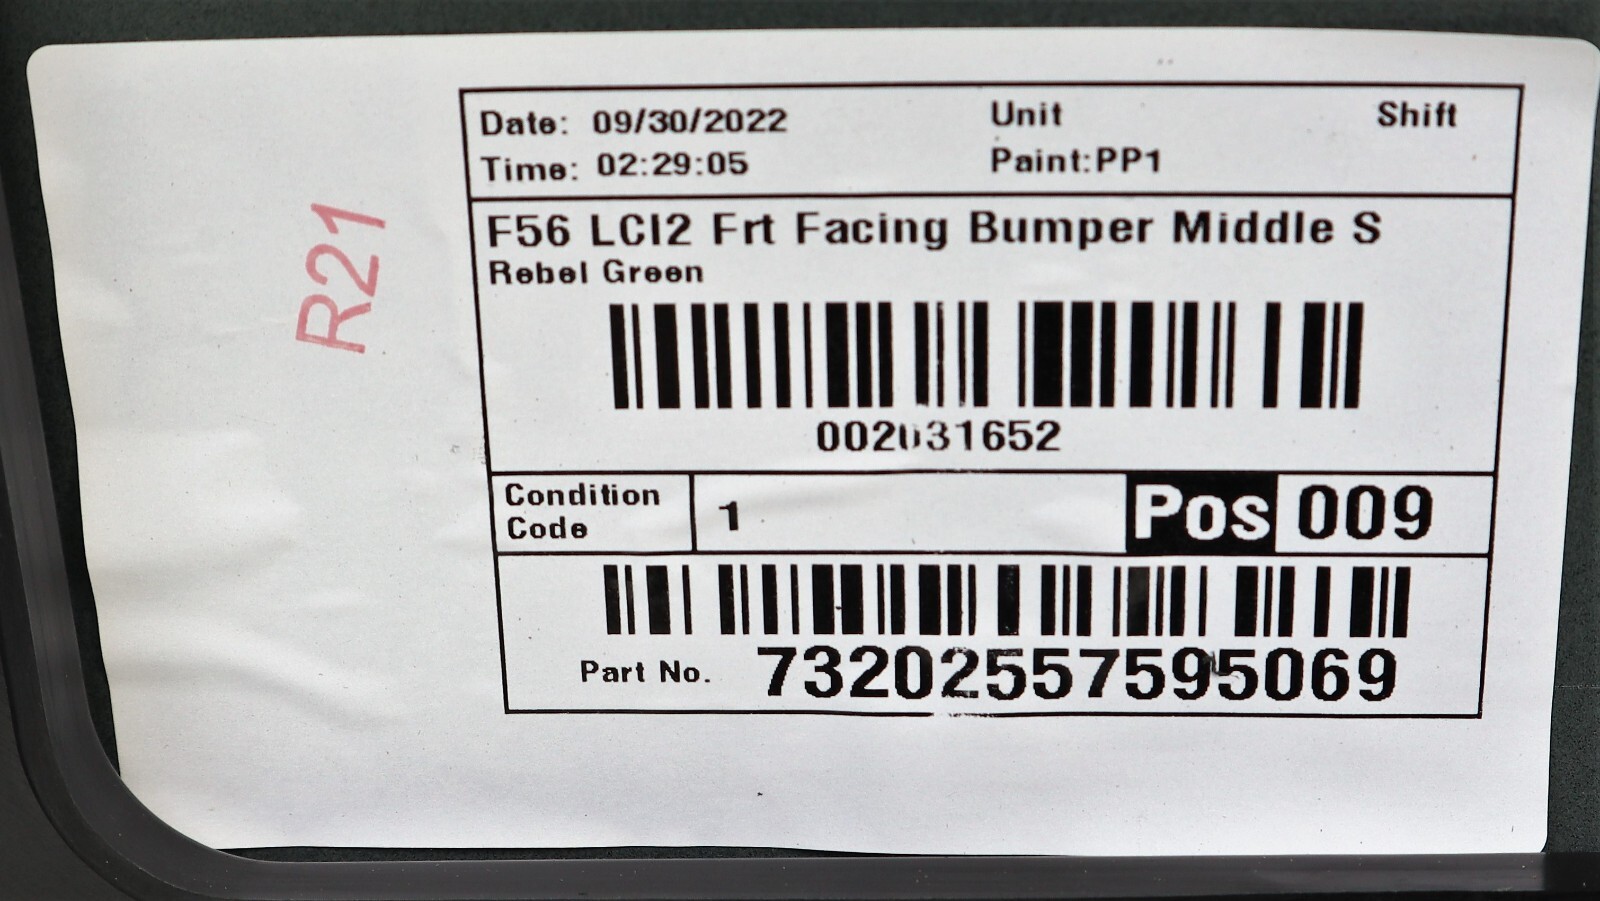 Date: 09/30/2022 Unit Shift
Time: 02:29:05 Paint:PP1
R21
F56 LCI2 Frt Facing Bumper Middle S
Rebel Green
002031652
Condition Code 1 Pos 009
Part No. 73202557595069